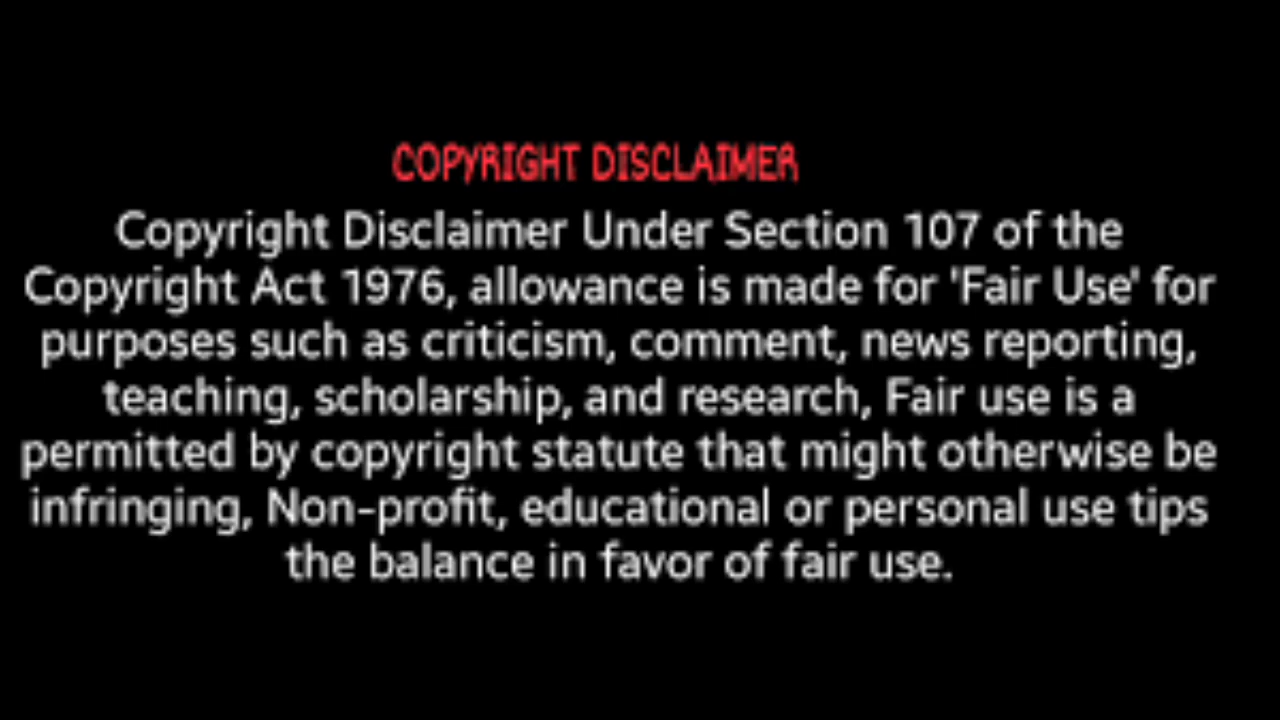 COPYRIGHT DISCLAIMER
Copyright Disclaimer Under Section 107 of the
Copyright Act 1976, allowance is made for 'Fair Use' for
purposes such as criticism, comment, news reporting,
teaching, scholarship, and research, Fair use is a
permitted by copyright statute that might otherwise be
infringing, Non-profit, educational or personal use tips
the balance in favor of fair use.